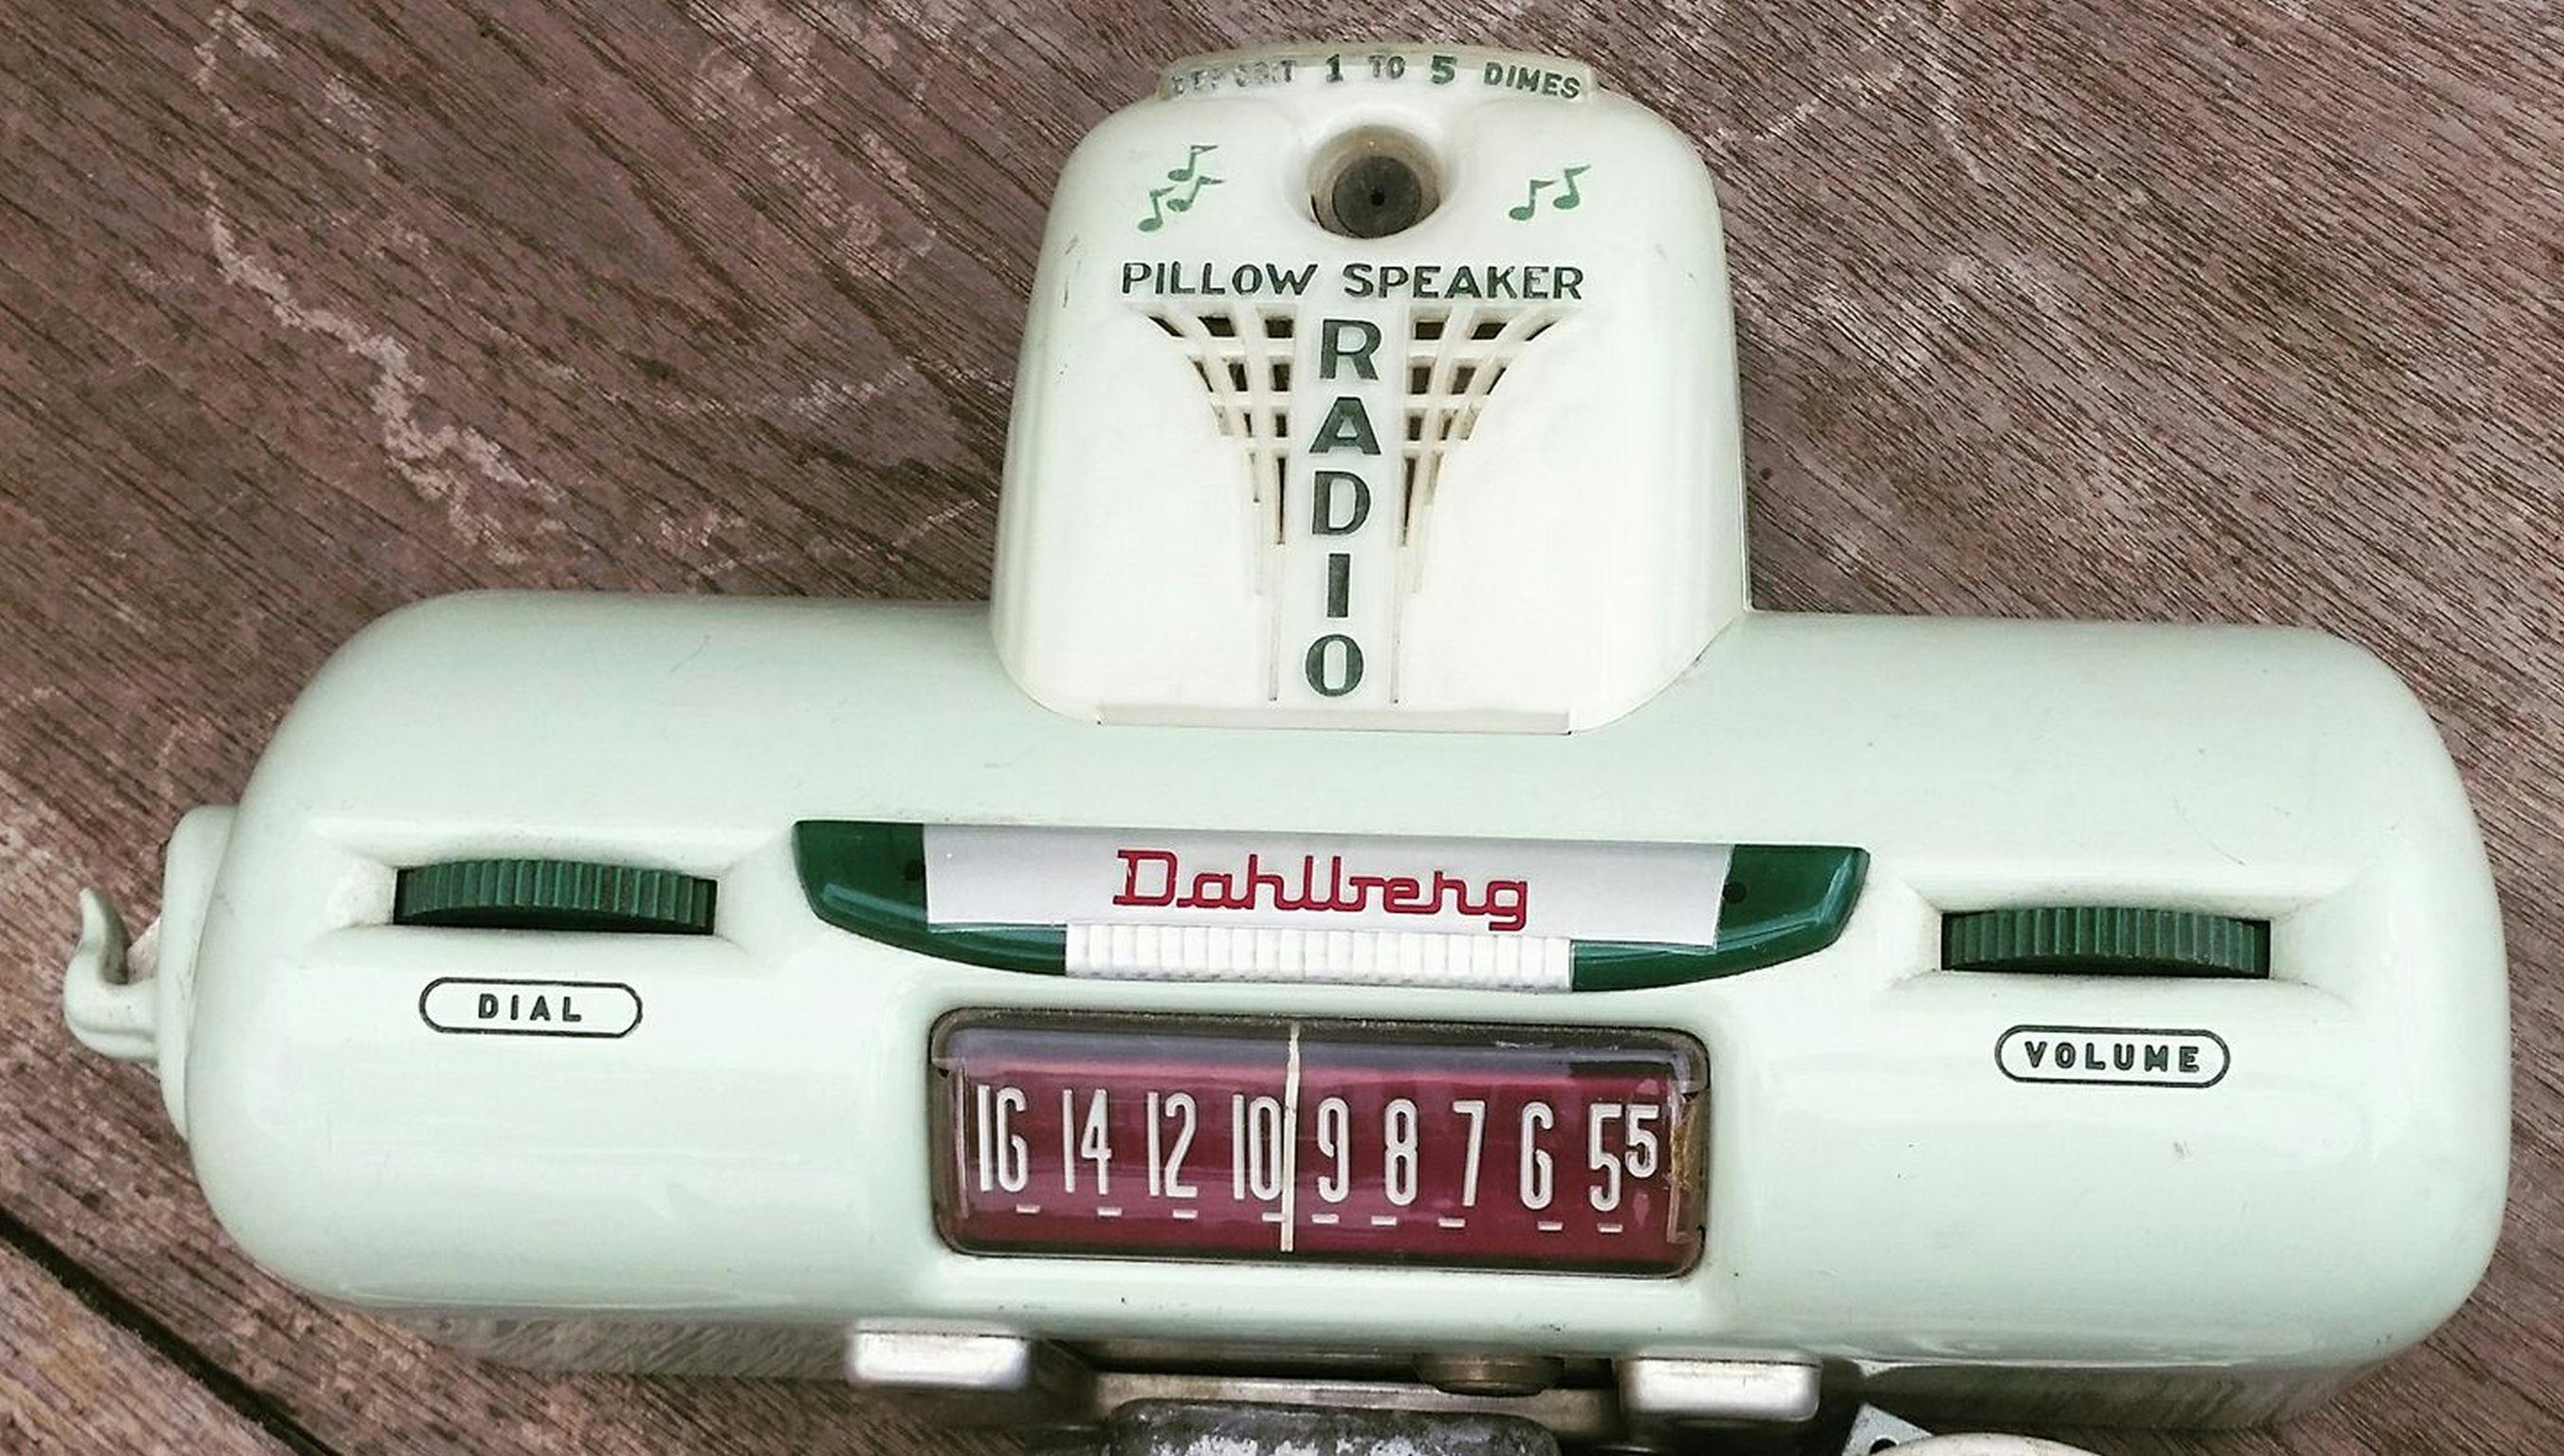 DEPOSIT 1 TO 5 DIMES
PILLOW SPEAKER
RADIO
Dahlberg
DIAL
VOLUME
16 14 12 10 9 8 7 6 55